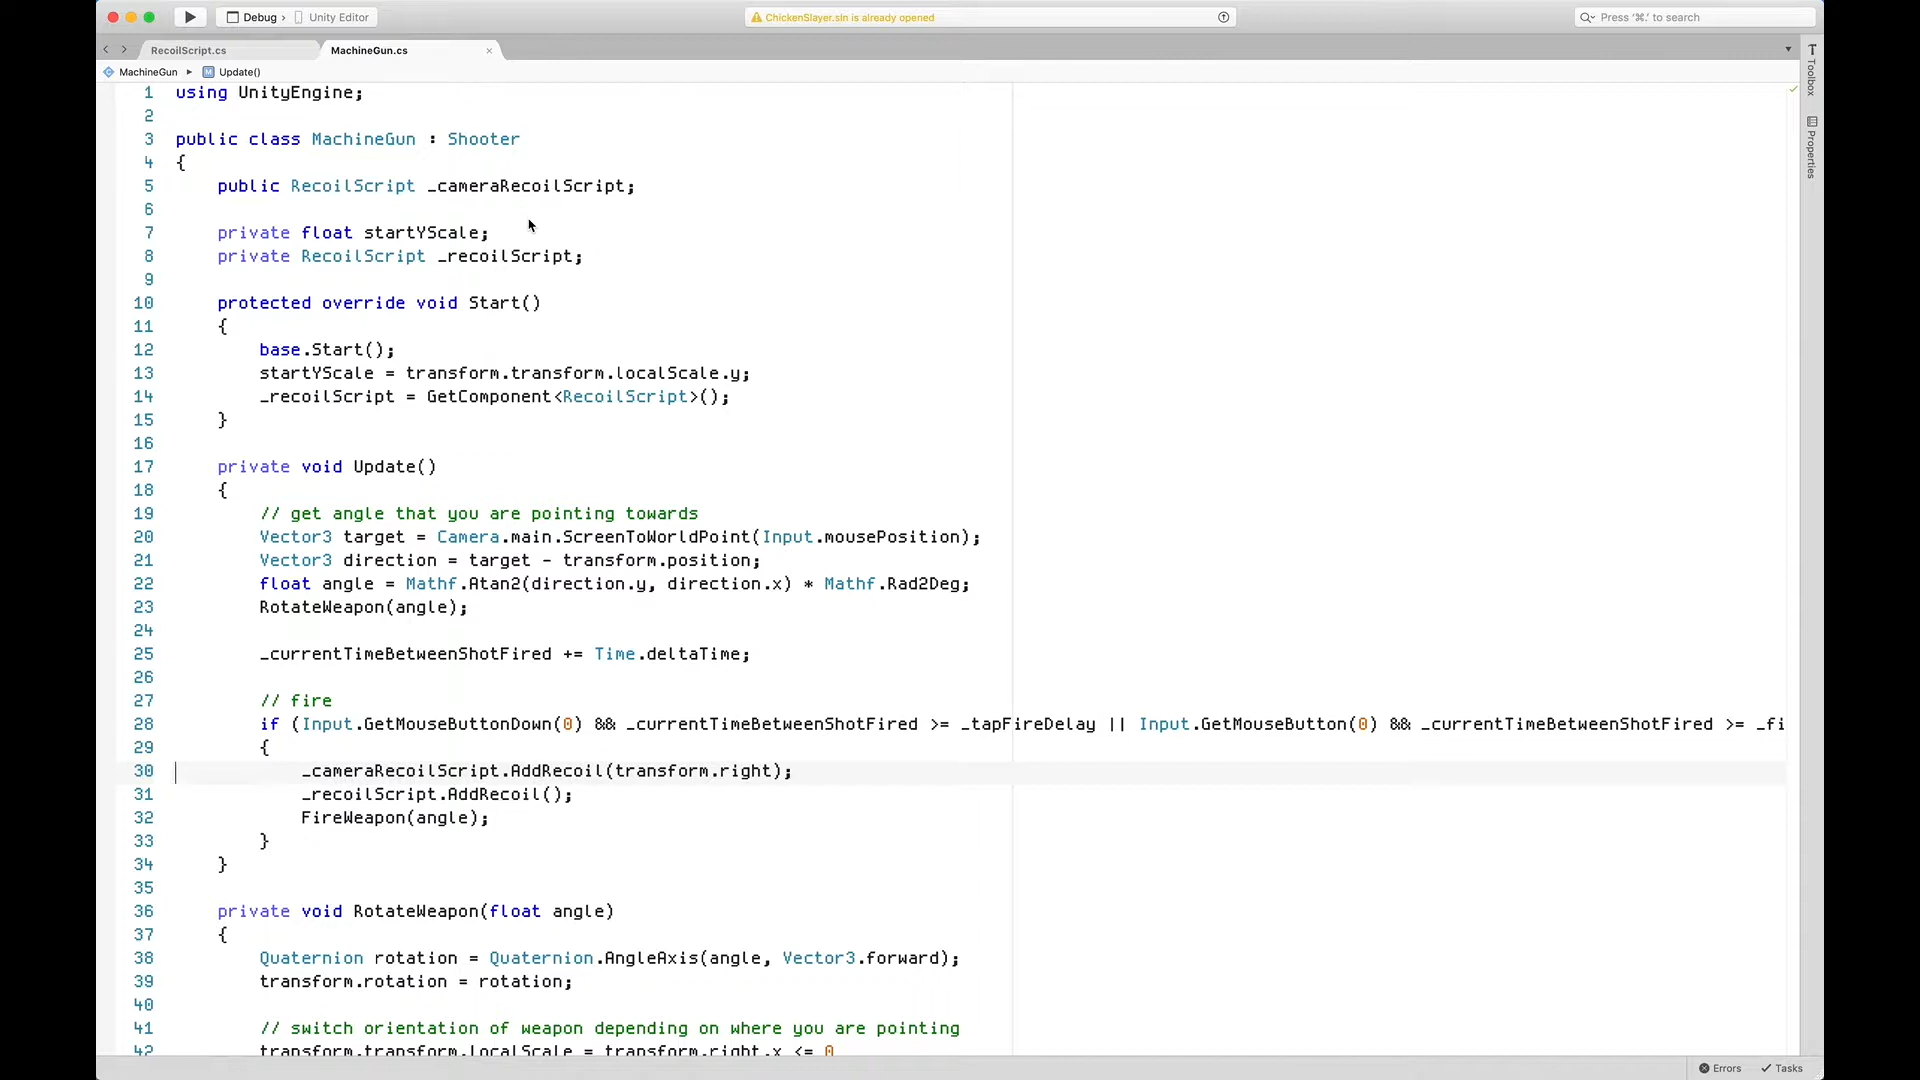 Debug › Unity Editor
ChickenSlayer.sln is already opened
Press '⌘.' to search
RecoilScript.cs
MachineGun.cs
MachineGun ▸ Update()
Toolbox
Properties
1 using UnityEngine;
2
3 public class MachineGun : Shooter
4 {
5 public RecoilScript _cameraRecoilScript;
6
7 private float startYScale;
8 private RecoilScript _recoilScript;
9
10 protected override void Start()
11 {
12 base.Start();
13 startYScale = transform.transform.localScale.y;
14 _recoilScript = GetComponent<RecoilScript>();
15 }
16
17 private void Update()
18 {
19 // get angle that you are pointing towards
20 Vector3 target = Camera.main.ScreenToWorldPoint(Input.mousePosition);
21 Vector3 direction = target - transform.position;
22 float angle = Mathf.Atan2(direction.y, direction.x) * Mathf.Rad2Deg;
23 RotateWeapon(angle);
24
25 _currentTimeBetweenShotFired += Time.deltaTime;
26
27 // fire
28 if (Input.GetMouseButtonDown(0) && _currentTimeBetweenShotFired >= _tapFireDelay || Input.GetMouseButton(0) && _currentTimeBetweenShotFired >= _fi
29 {
30 _cameraRecoilScript.AddRecoil(transform.right);
31 _recoilScript.AddRecoil();
32 FireWeapon(angle);
33 }
34 }
35
36 private void RotateWeapon(float angle)
37 {
38 Quaternion rotation = Quaternion.AngleAxis(angle, Vector3.forward);
39 transform.rotation = rotation;
40
41 // switch orientation of weapon depending on where you are pointing
42 transform.transform.localScale = transform.right.x <= 0
Errors
Tasks